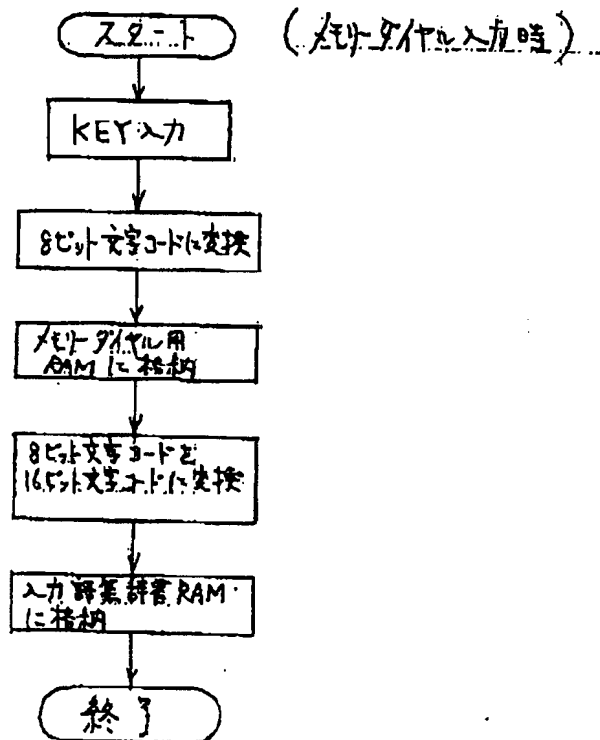 スタート
(メモリーダイヤル入力時)
KEY入力
8ビット文字コードに変換
メモリーダイヤル用
RAMに格納
8ビット文字コードを
16ビット文字コードに変換
入力語彙辞書RAM
に格納
終了